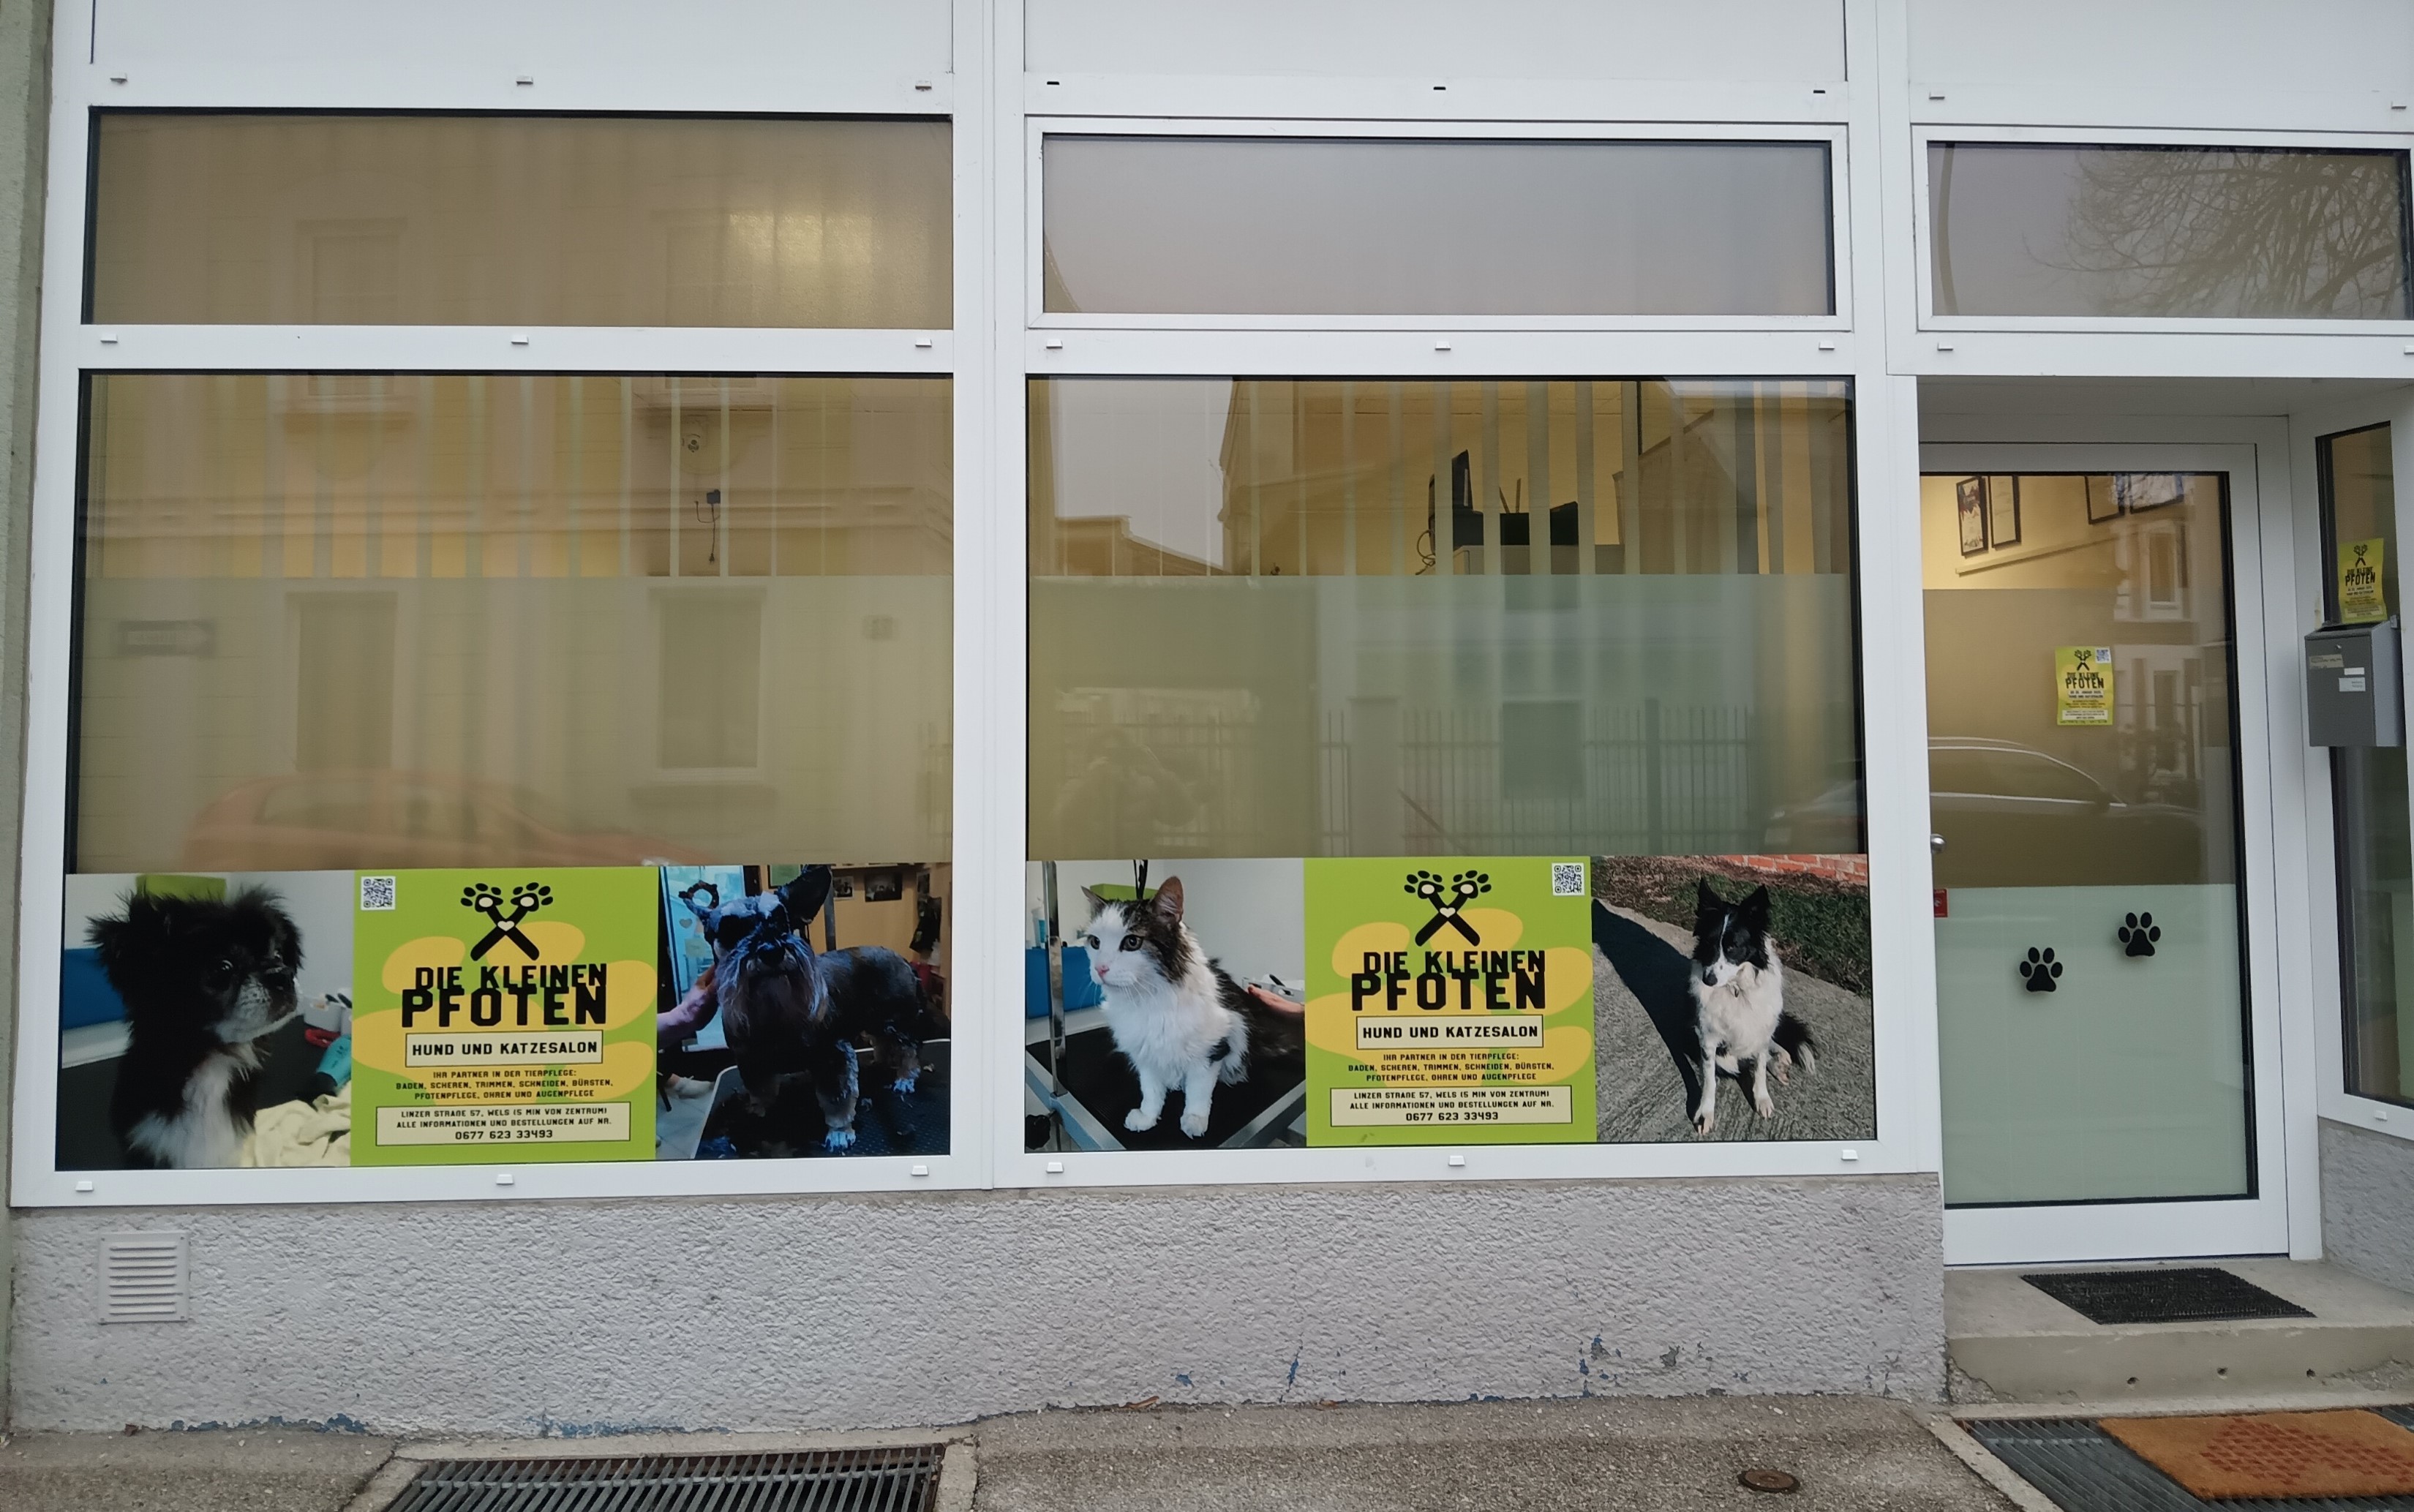 DIE KLEINEN
PFOTEN
HUND UND KATZESALON
IHR PARTNER IN DER TIERPFLEGE:
BADEN, SCHEREN, TRIMMEN, SCHNEIDEN, BÜRSTEN,
PFOTENPFLEGE, OHREN UND AUGENPFLEGE
LINZER STRAßE 57, WELS (5 MIN VON ZENTRUM)
ALLE INFORMATIONEN UND BESTELLUNGEN AUF NR.
0677 623 33493
DIE KLEINEN
PFOTEN
HUND UND KATZESALON
IHR PARTNER IN DER TIERPFLEGE:
BADEN, SCHEREN, TRIMMEN, SCHNEIDEN, BÜRSTEN,
PFOTENPFLEGE, OHREN UND AUGENPFLEGE
LINZER STRAßE 57, WELS (5 MIN VON ZENTRUM)
ALLE INFORMATIONEN UND BESTELLUNGEN AUF NR.
0677 623 33493
DIE KLEINE
PFOTEN
DIE KLEINE
PFOTEN